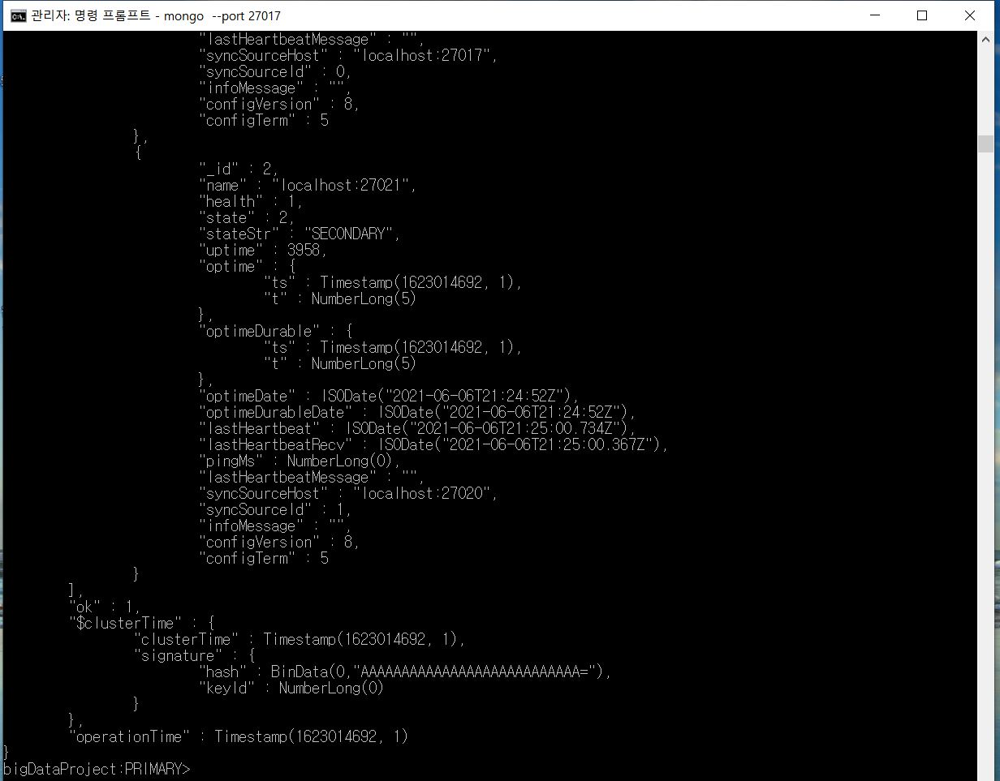 관리자: 명령 프롬프트 - mongo  --port 27017
"lastHeartbeatMessage" : "",
"syncSourceHost" : "localhost:27017",
"syncSourceId" : 0,
"infoMessage" : "",
"configVersion" : 8,
"configTerm" : 5
},
{
"_id" : 2,
"name" : "localhost:27021",
"health" : 1,
"state" : 2,
"stateStr" : "SECONDARY",
"uptime" : 3958,
"optime" : {
"ts" : Timestamp(1623014692, 1),
"t" : NumberLong(5)
},
"optimeDurable" : {
"ts" : Timestamp(1623014692, 1),
"t" : NumberLong(5)
},
"optimeDate" : ISODate("2021-06-06T21:24:52Z"),
"optimeDurableDate" : ISODate("2021-06-06T21:24:52Z"),
"lastHeartbeat" : ISODate("2021-06-06T21:25:00.734Z"),
"lastHeartbeatRecv" : ISODate("2021-06-06T21:25:00.367Z"),
"pingMs" : NumberLong(0),
"lastHeartbeatMessage" : "",
"syncSourceHost" : "localhost:27020",
"syncSourceId" : 1,
"infoMessage" : "",
"configVersion" : 8,
"configTerm" : 5
}
],
"ok" : 1,
"$clusterTime" : {
"clusterTime" : Timestamp(1623014692, 1),
"signature" : {
"hash" : BinData(0,"AAAAAAAAAAAAAAAAAAAAAAAAAAA="),
"keyId" : NumberLong(0)
}
},
"operationTime" : Timestamp(1623014692, 1)
}
bigDataProject:PRIMARY>